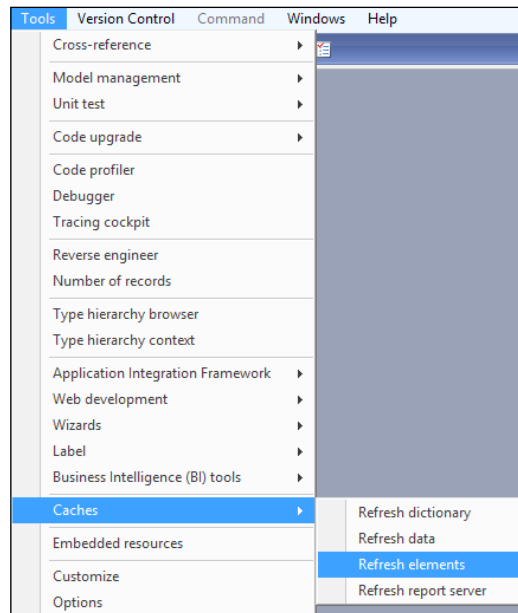 Tools Version Control Command Windows Help
Cross-reference
Model management
Unit test
Code upgrade
Code profiler
Debugger
Tracing cockpit
Reverse engineer
Number of records
Type hierarchy browser
Type hierarchy context
Application Integration Framework
Web development
Wizards
Label
Business Intelligence (BI) tools
Caches
Refresh dictionary
Refresh data
Refresh elements
Refresh report server
Embedded resources
Customize
Options